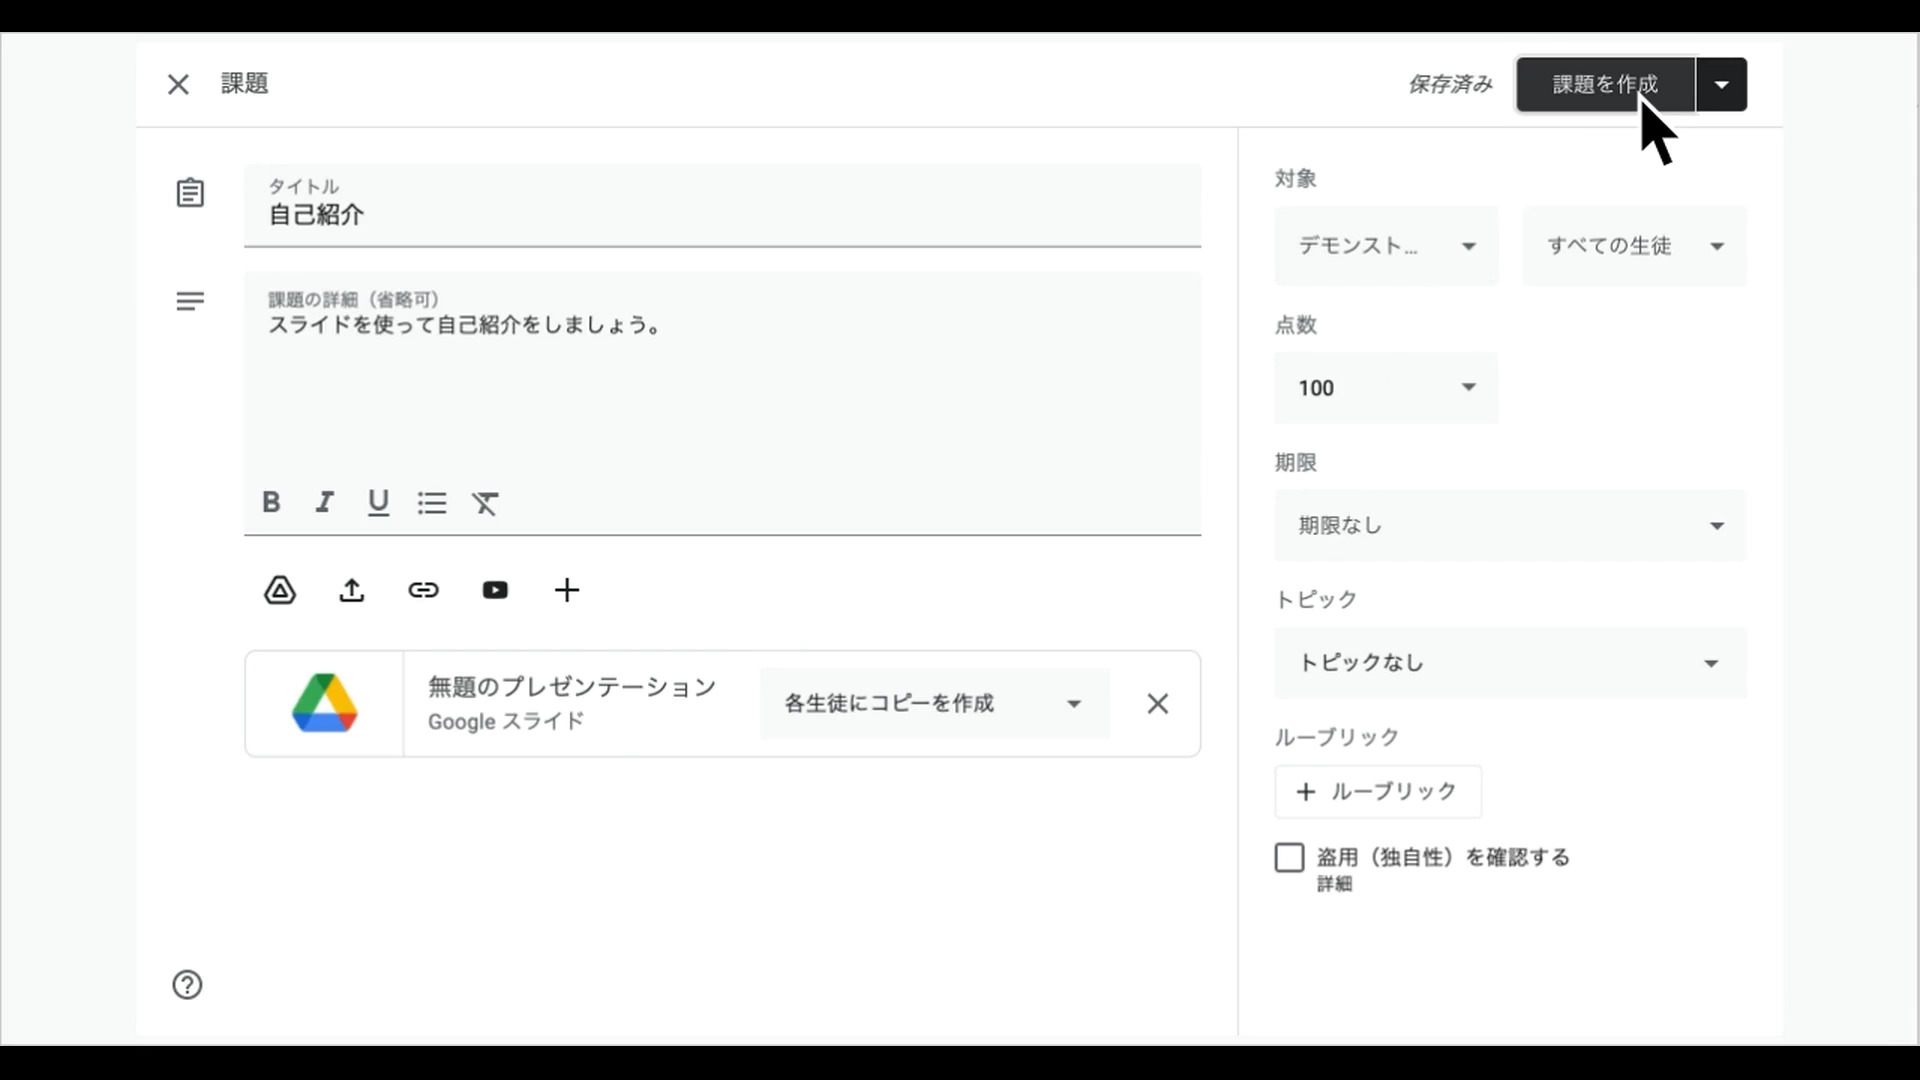 課題
保存済み
課題を作成
タイトル
自己紹介
課題の詳細（省略可）
スライドを使って自己紹介をしましょう。
B I U
無題のプレゼンテーション
Google スライド
各生徒にコピーを作成
対象
デモンスト...
すべての生徒
点数
100
期限
期限なし
トピック
トピックなし
ルーブリック
+ ルーブリック
盗用（独自性）を確認する
詳細